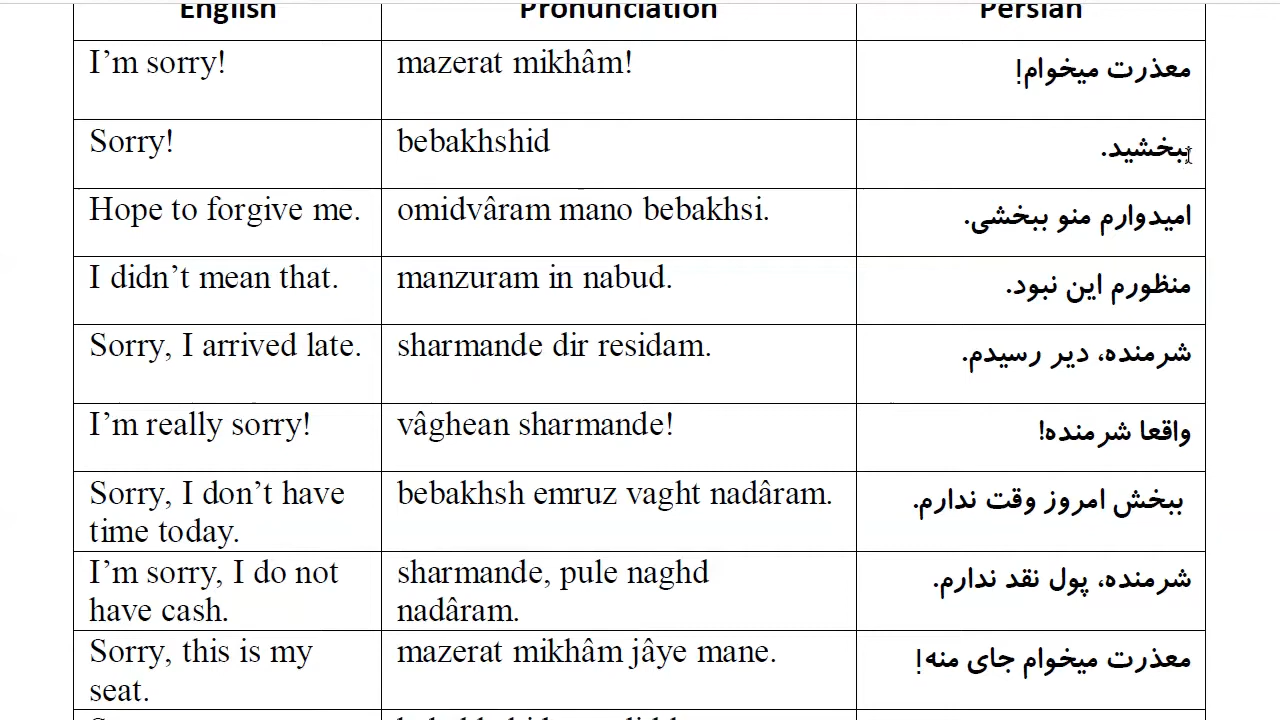 English Pronunciation Persian
I’m sorry! mazerat mikhâm! معذرت میخوام!
Sorry! bebakhshid ببخشید.
Hope to forgive me. omidvâram mano bebakhsi. امیدوارم منو ببخشی.
I didn’t mean that. manzuram in nabud. منظورم این نبود.
Sorry, I arrived late. sharmande dir residam. شرمنده، دیر رسیدم.
I’m really sorry! vâghean sharmande! واقعا شرمنده!
Sorry, I don’t have
time today.
bebakhsh emruz vaght nadâram. ببخش امروز وقت ندارم.
I’m sorry, I do not
have cash.
sharmande, pule naghd
nadâram.
شرمنده، پول نقد ندارم.
Sorry, this is my
seat.
mazerat mikhâm jâye mane. معذرت میخوام جای منه!